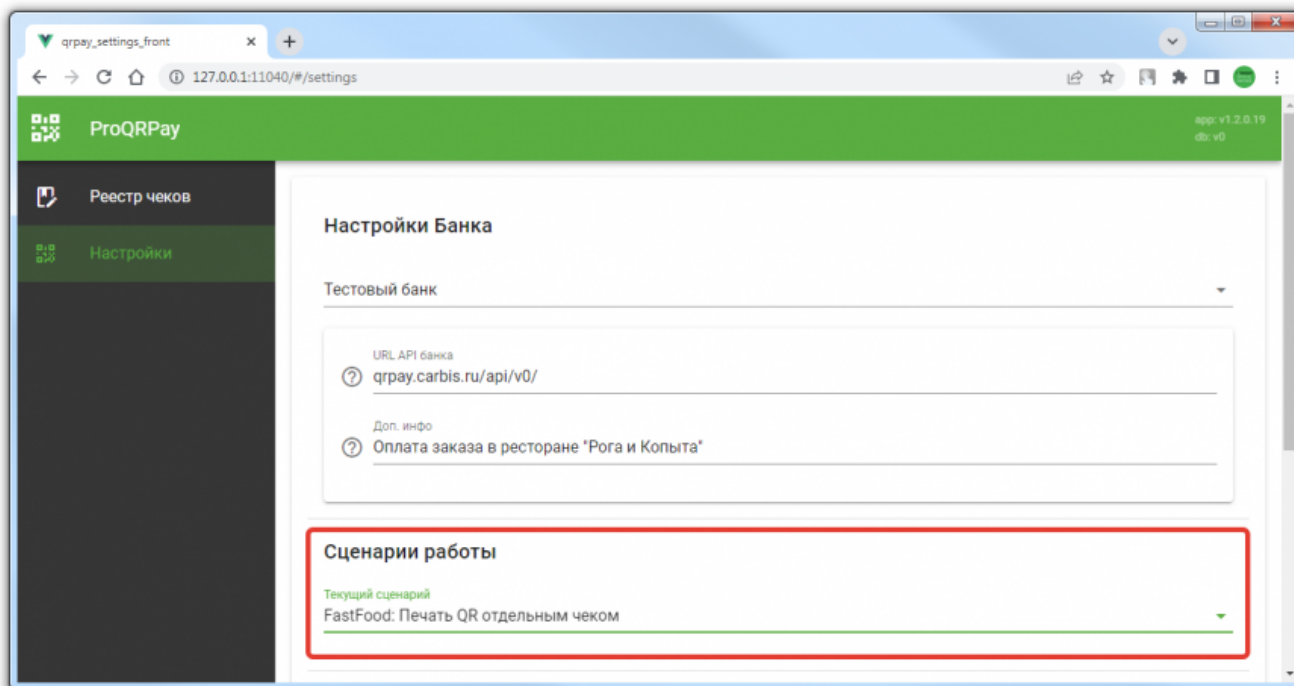 qrpay_settings_front
127.0.0.1:11040/#/settings
ProQRPay
app: v1.2.0.19
db: v0
Реестр чеков
Настройки
Настройки Банка
Тестовый банк
URL API банка
qrpay.carbis.ru/api/v0/
Доп. инфо
Оплата заказа в ресторане "Рога и Копыта"
Сценарии работы
Текущий сценарий
FastFood: Печать QR отдельным чеком